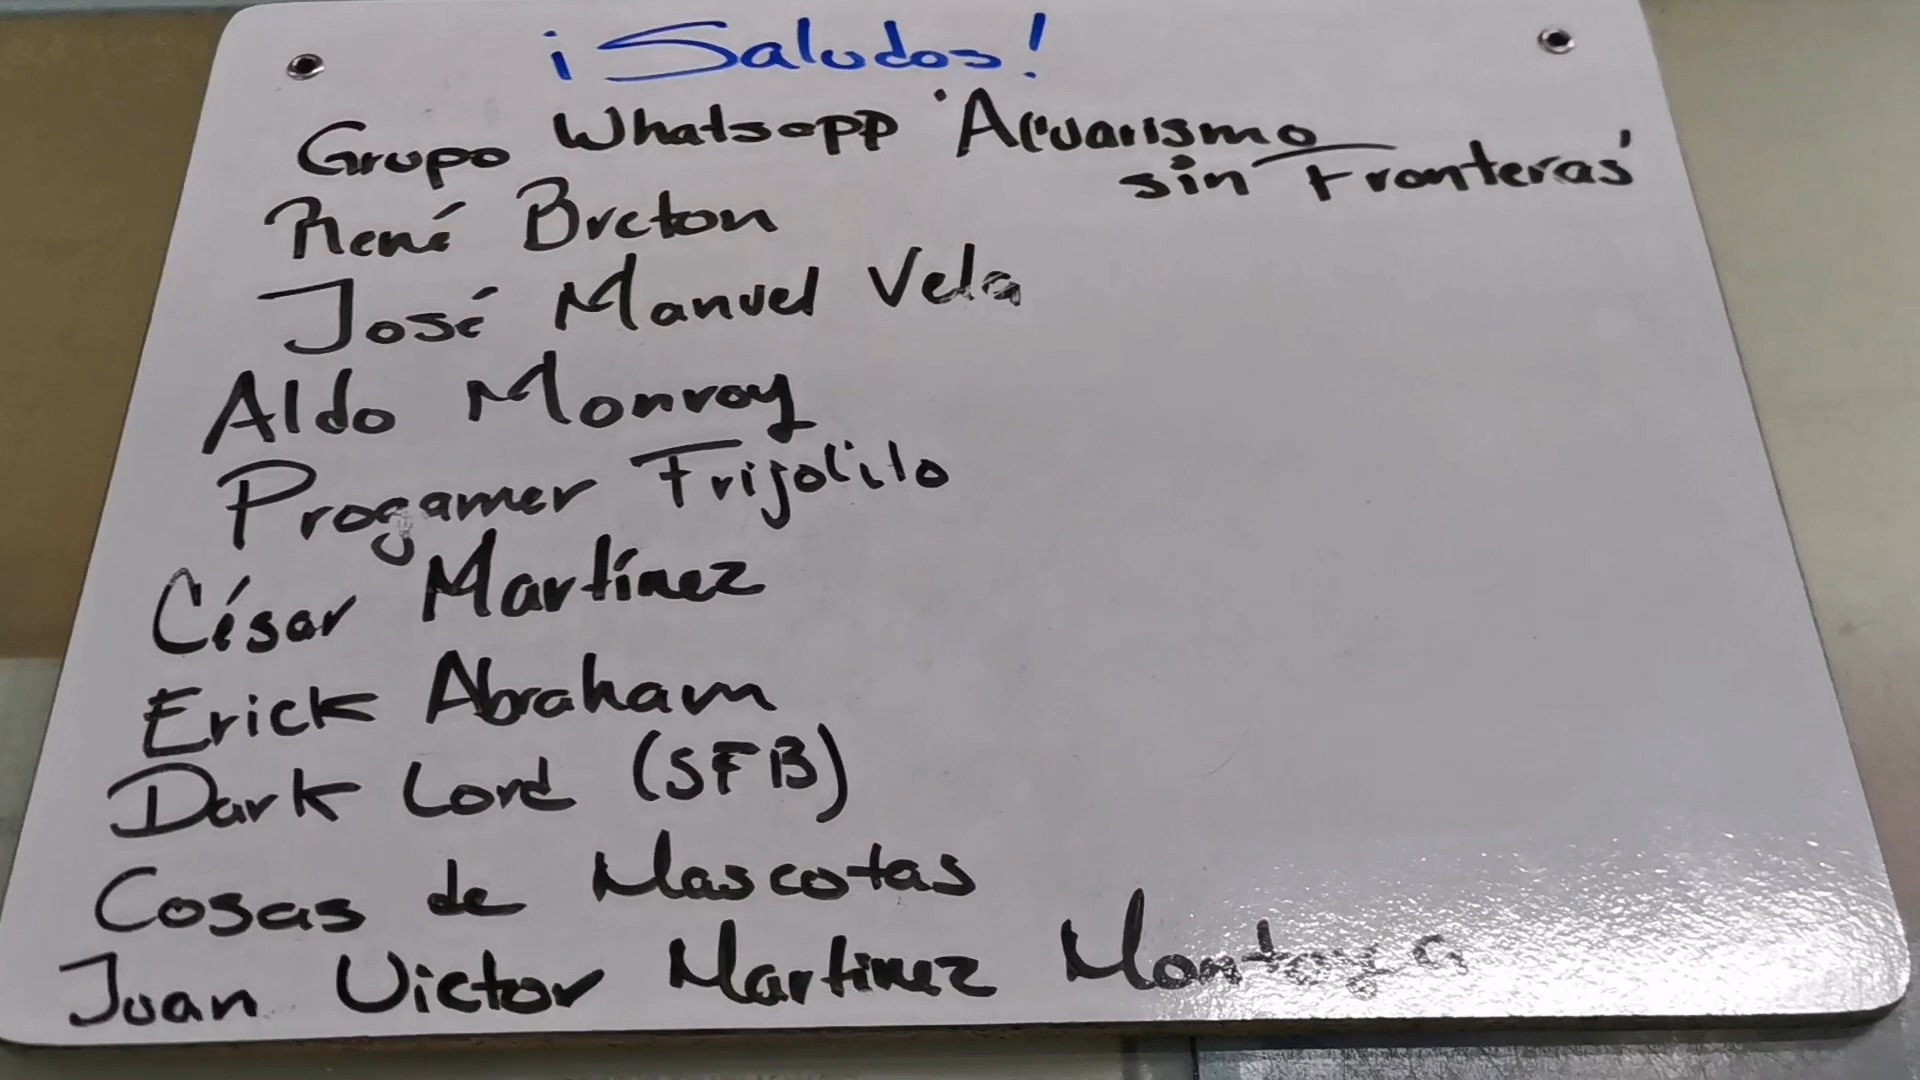 ¡Saludos!
Grupo Whatsapp 'Acuarismo
sin Fronteras'
René Breton
José Manuel Vela
Aldo Monroy
Progamer Frijolito
César Martínez
Erick Abraham
Dark Lord (SFB)
Cosas de Mascotas
Juan Victor Martinez Montoya